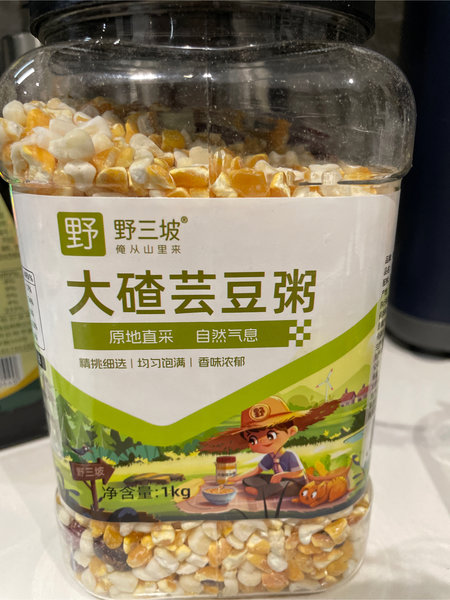 野
野三坡®
俺从山里来
大碴芸豆粥
原地直采 自然气息
精挑细选 | 均习饱满 | 香味浓郁
野
野三坡
净含量:1kg